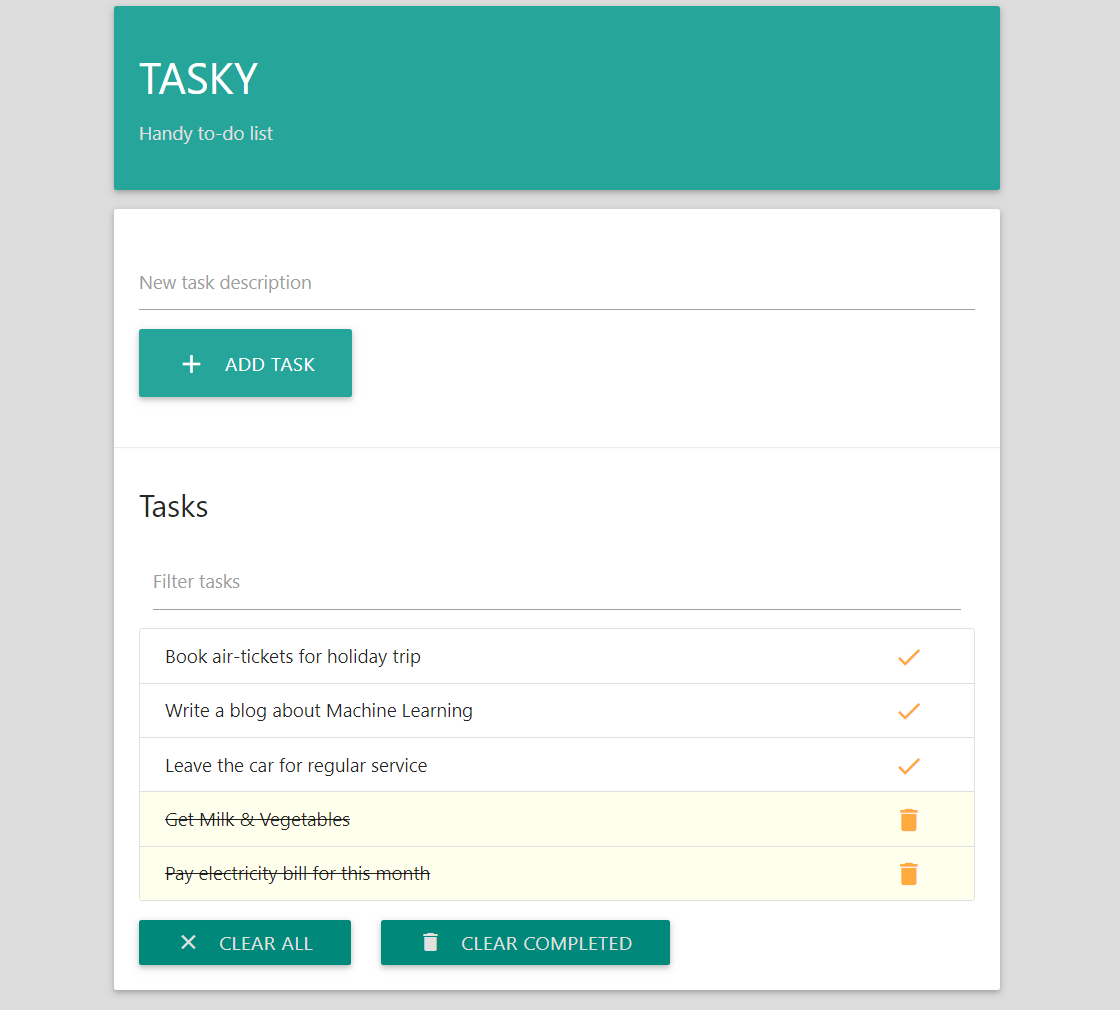 TASKY
Handy to-do list
New task description
ADD TASK
Tasks
Filter tasks
Book air-tickets for holiday trip
Write a blog about Machine Learning
Leave the car for regular service
Get Milk & Vegetables
Pay electricity bill for this month
CLEAR ALL
CLEAR COMPLETED